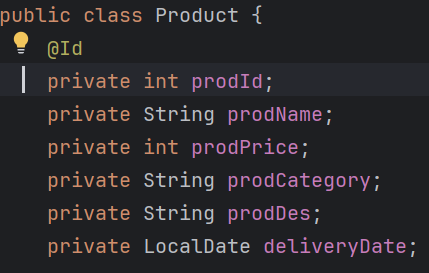 public class Product {
@Id
private int prodId;
private String prodName;
private int prodPrice;
private String prodCategory;
private String prodDes;
private LocalDate deliveryDate;